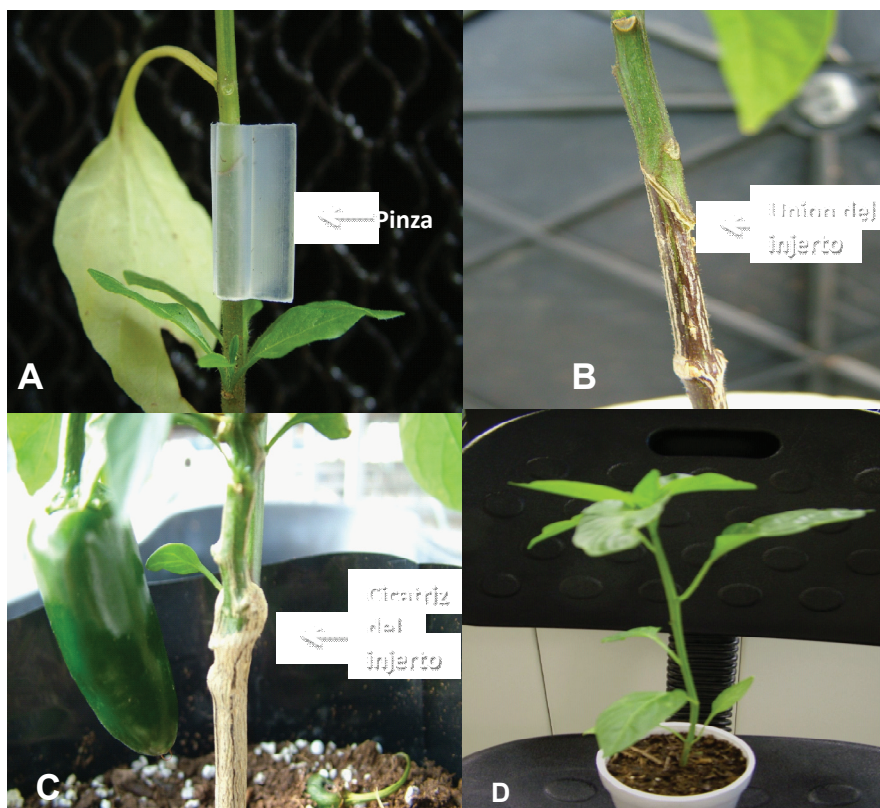 Pinza
A
Union del
injerto
B
Cicatriz
del
injerto
C
D